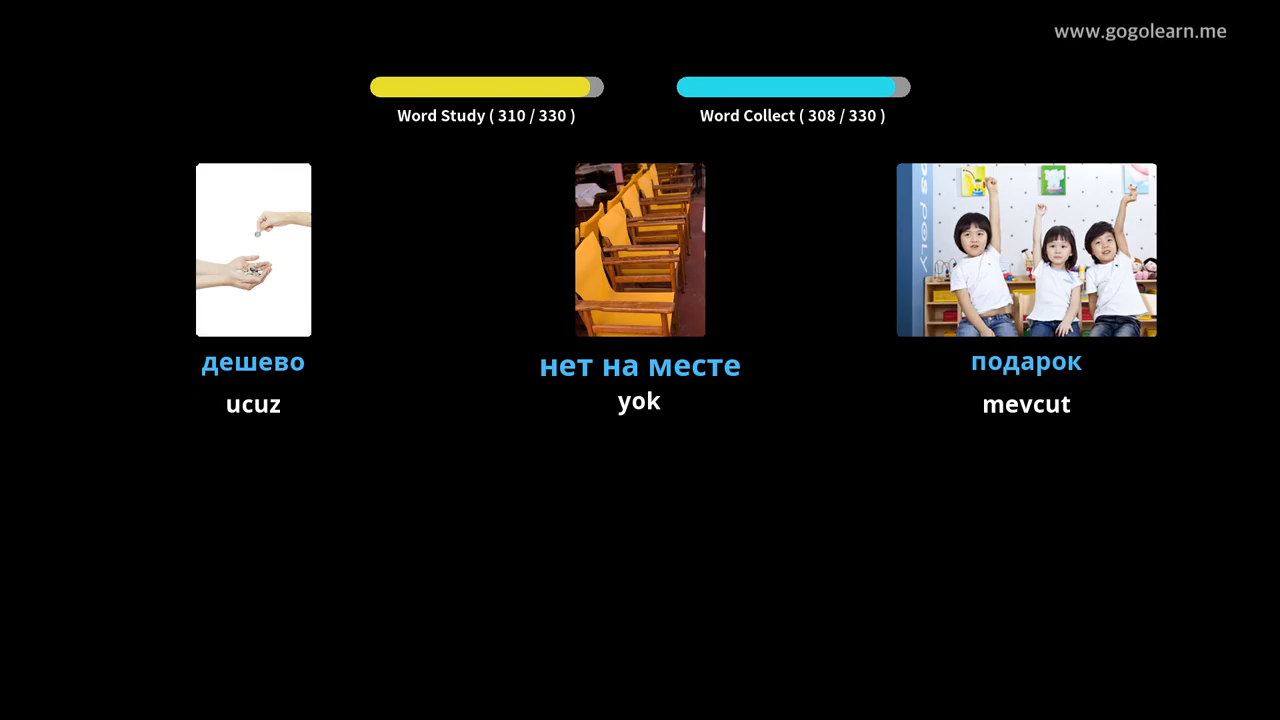 www.gogolearn.me
Word Study ( 310 / 330 )
Word Collect ( 308 / 330 )
дешево
нет на месте
подарок
ucuz
yok
mevcut